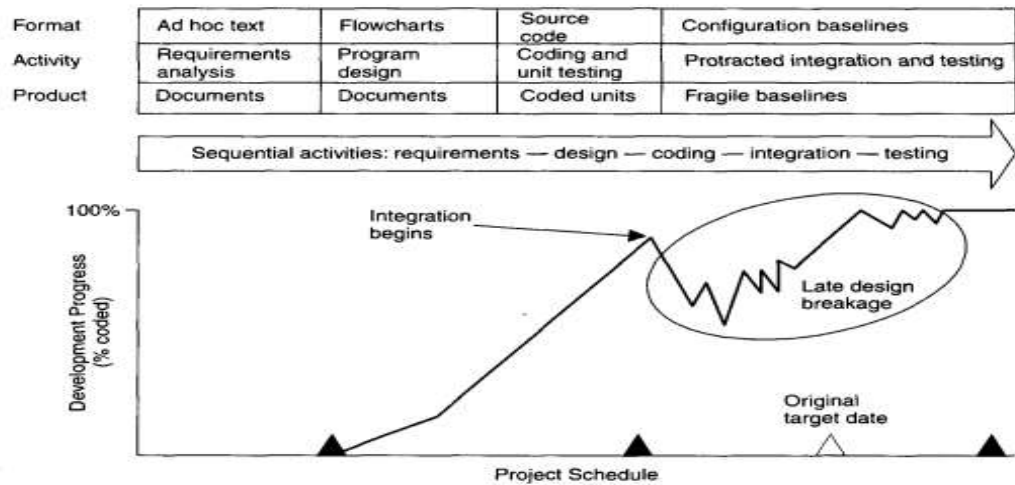 Format Ad hoc text Flowcharts Source code Configuration baselines
Activity Requirements analysis Program design Coding and unit testing Protracted integration and testing
Product Documents Documents Coded units Fragile baselines
Sequential activities: requirements — design — coding — integration — testing
100%
Integration
begins
Late design
breakage
Development Progress
(% coded)
Original
target date
Project Schedule